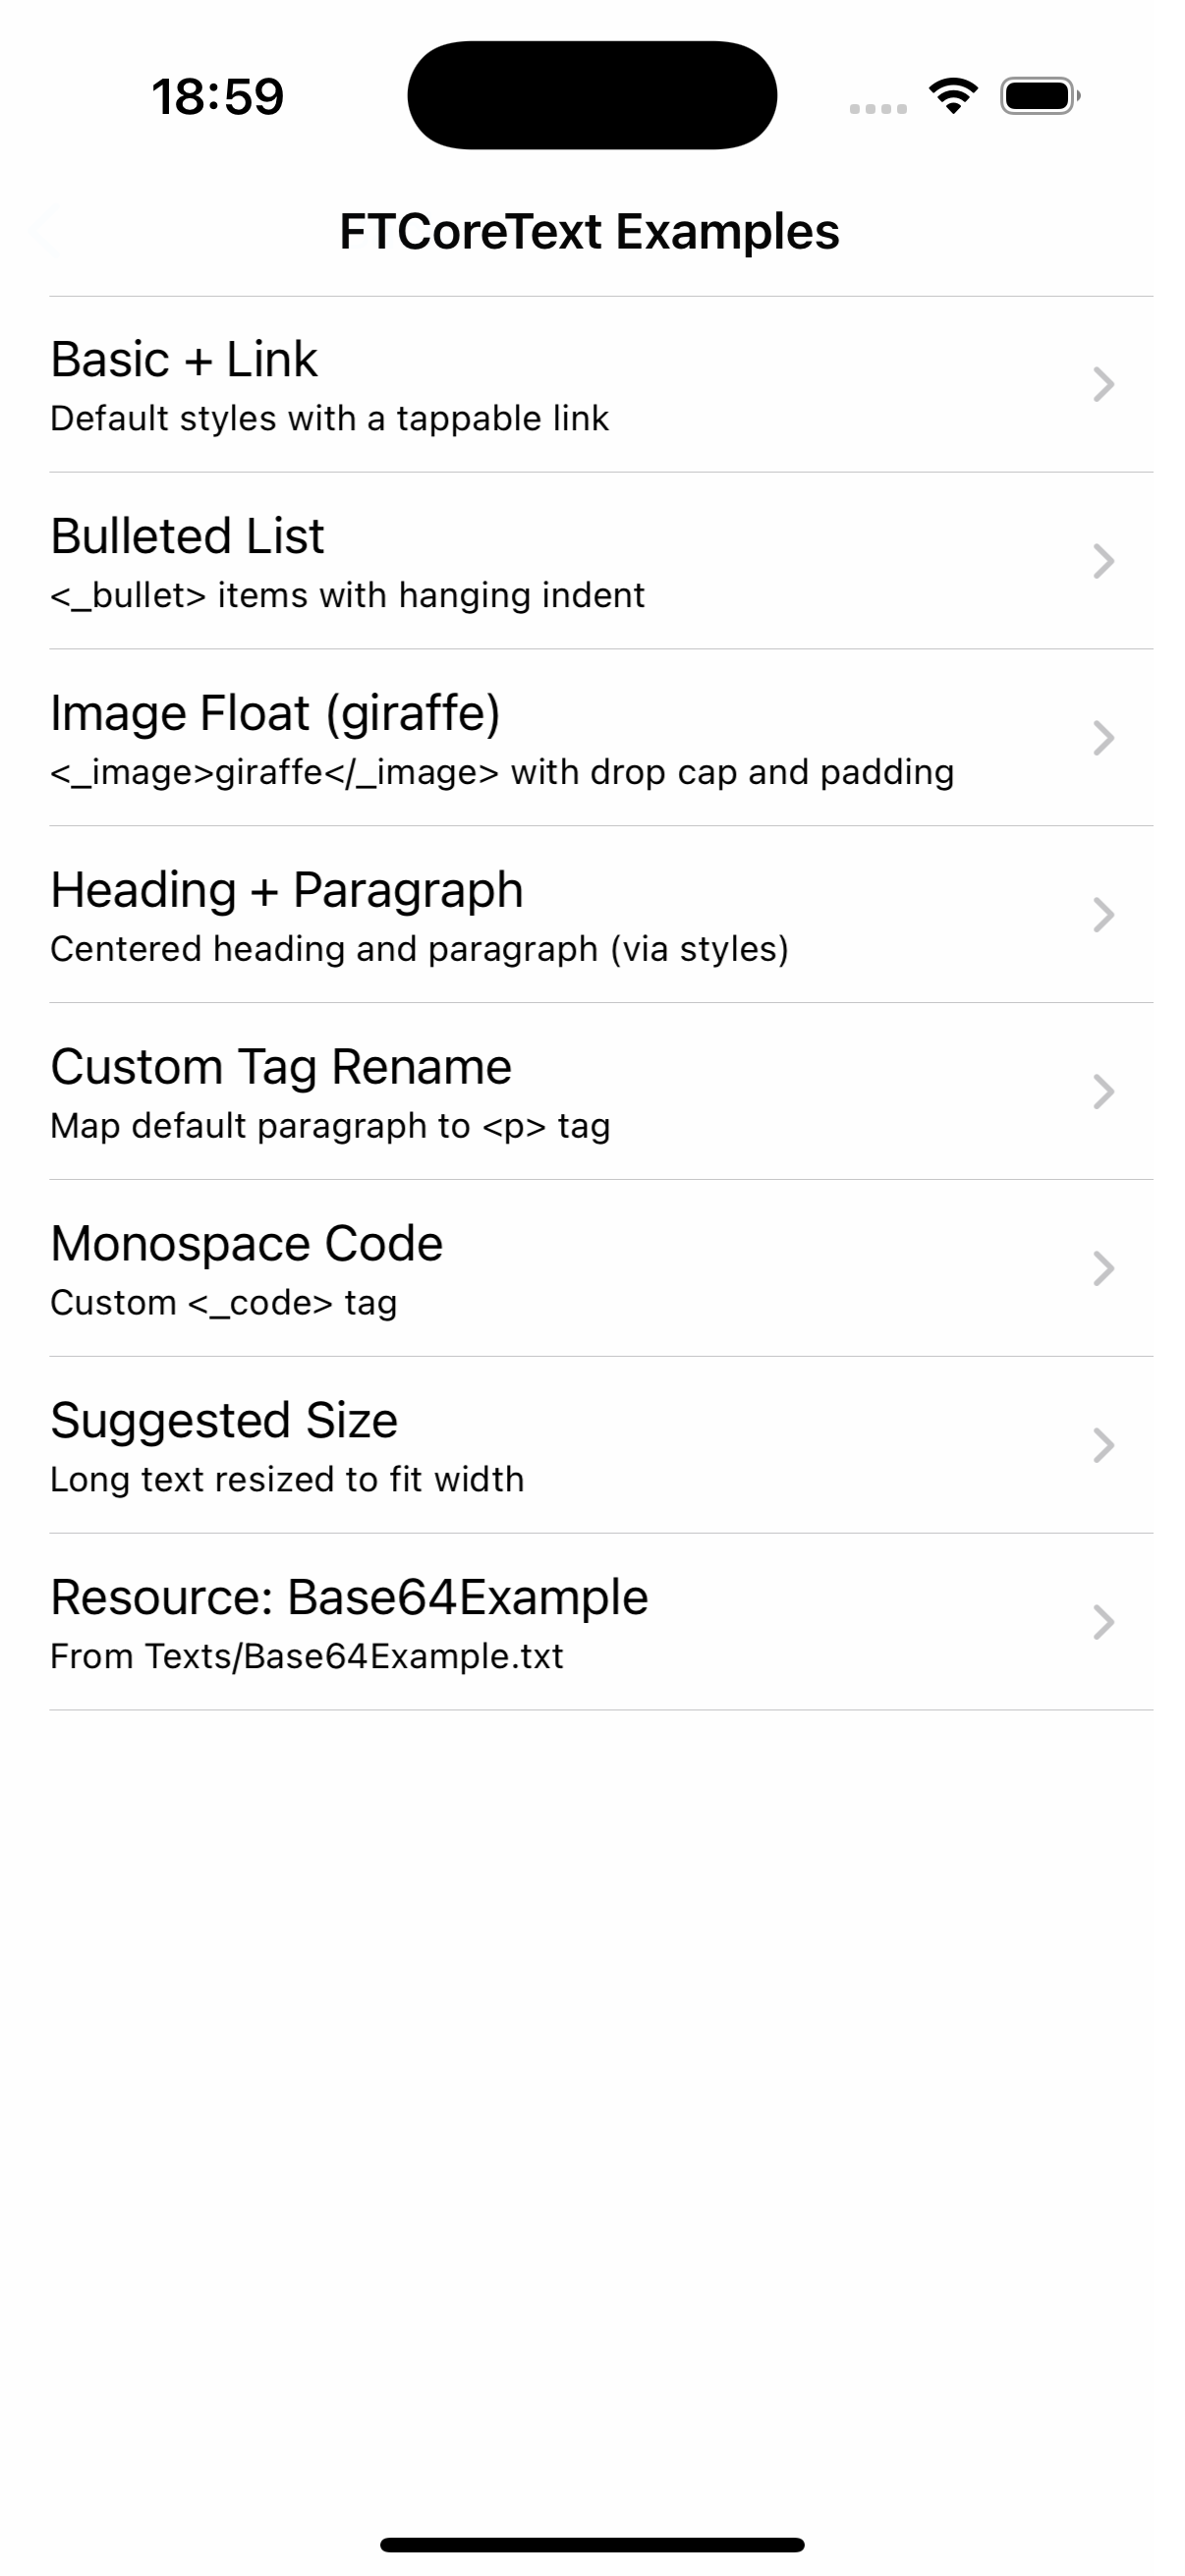 18:59
FTCoreText Examples
Basic + Link
Default styles with a tappable link
Bulleted List
<_bullet> items with hanging indent
Image Float (giraffe)
<_image>giraffe</_image> with drop cap and padding
Heading + Paragraph
Centered heading and paragraph (via styles)
Custom Tag Rename
Map default paragraph to <p> tag
Monospace Code
Custom <_code> tag
Suggested Size
Long text resized to fit width
Resource: Base64Example
From Texts/Base64Example.txt